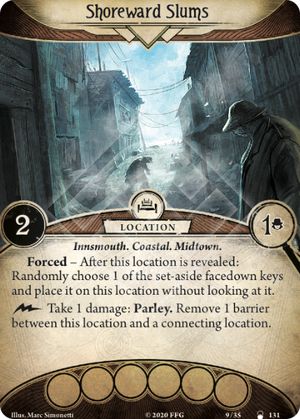 Shoreward Slums
2
LOCATION
1
Innsmouth. Coastal. Midtown.
Forced – After this location is revealed:
Randomly choose 1 of the set-aside facedown keys
and place it on this location without looking at it.
Take 1 damage: Parley. Remove 1 barrier
between this location and a connecting location.
Illus. Marc Simonetti
© 2020 FFG
9/35
131